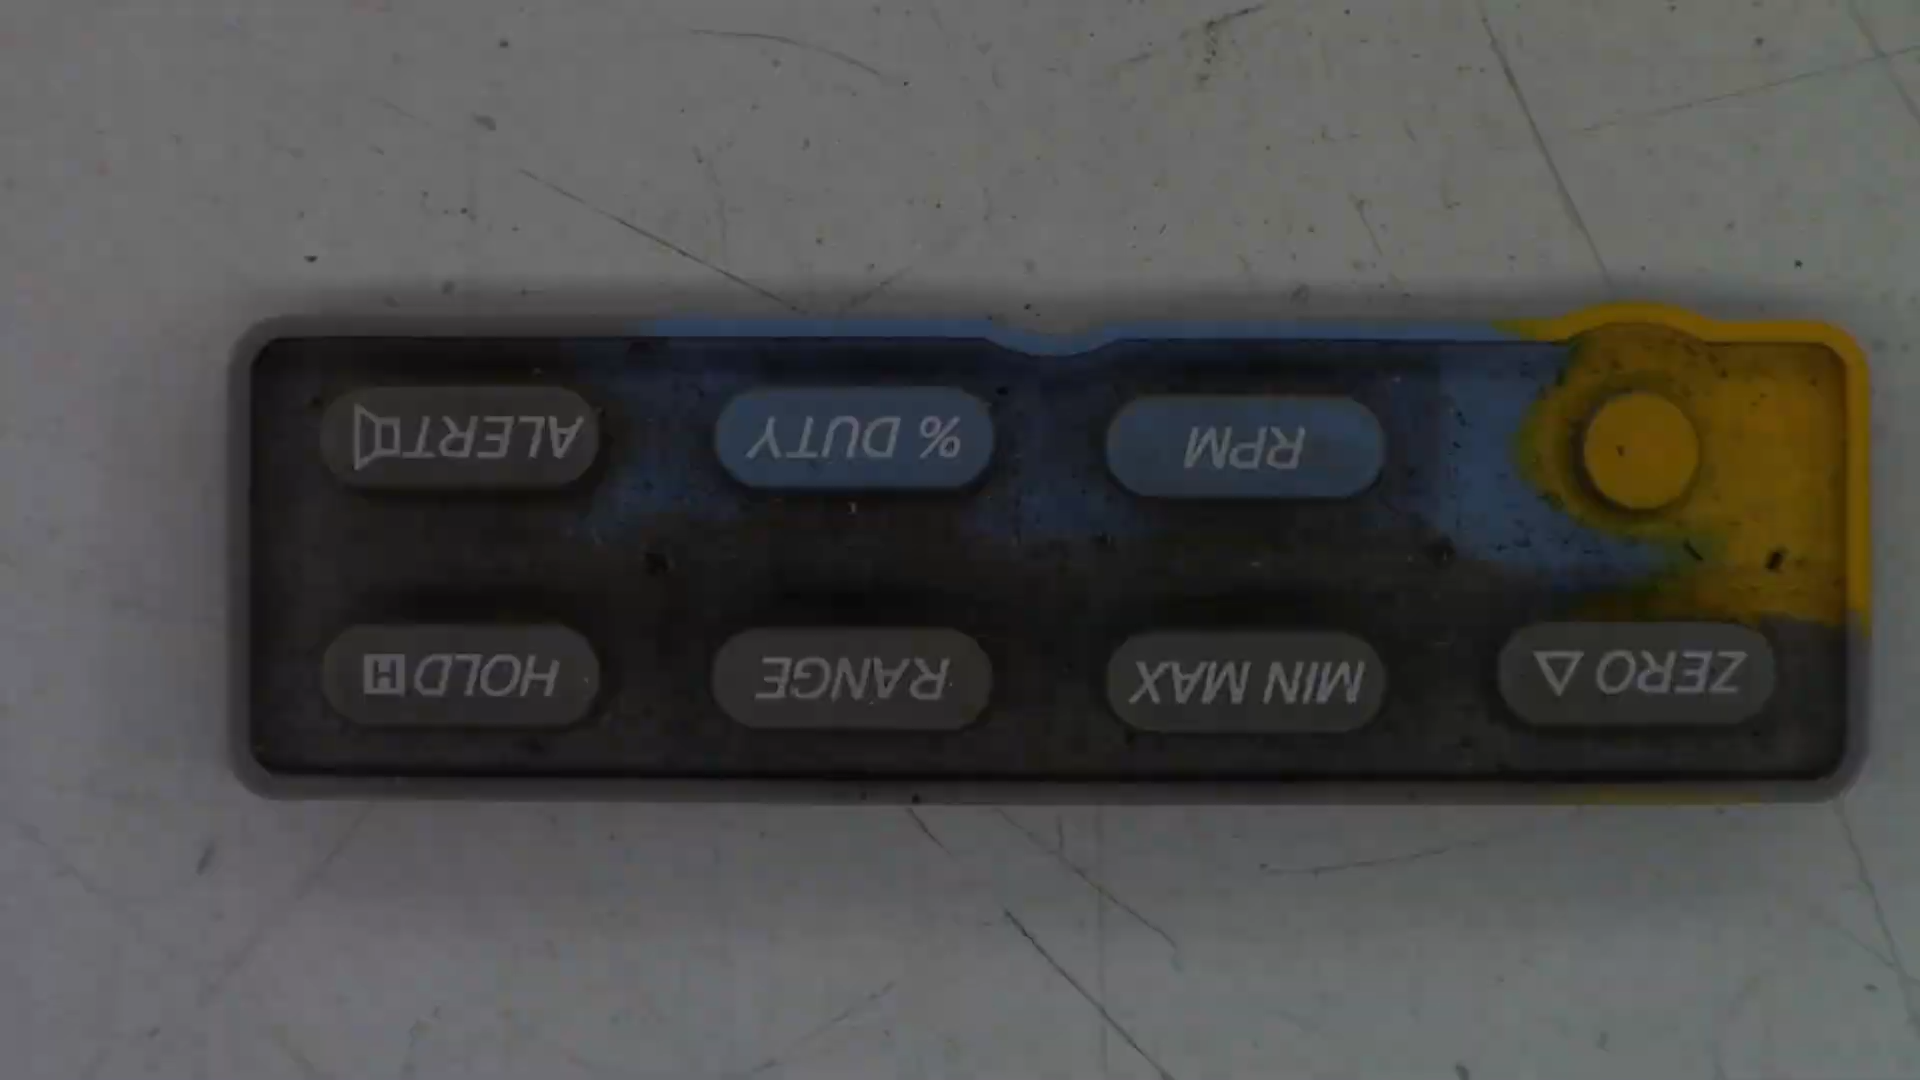 ZERO △ MIN MAX RANGE HOLD H
RPM % DUTY ALERT